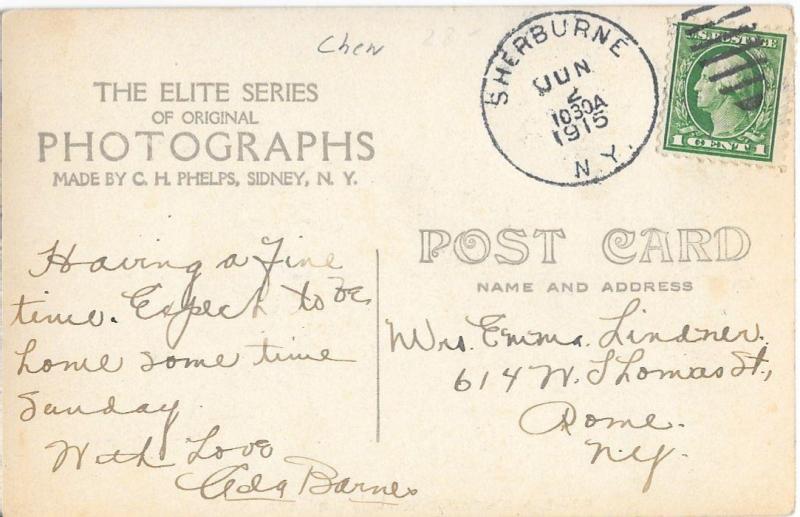 Chen
28-
THE ELITE SERIES
OF ORIGINAL
PHOTOGRAPHS
MADE BY C. H. PHELPS, SIDNEY, N. Y.
SHERBURNE
JUN
2
1030A
1915
N.Y.
U.S. POSTAGE
1 CENT 1
POST CARD
NAME AND ADDRESS
Having a Fine
time. Expect to be
home some time
Sunday.
With Love
Ada Barnes
Mrs. Emma Lindner.
614 W. Thomas St.,
Rome.
N.Y.